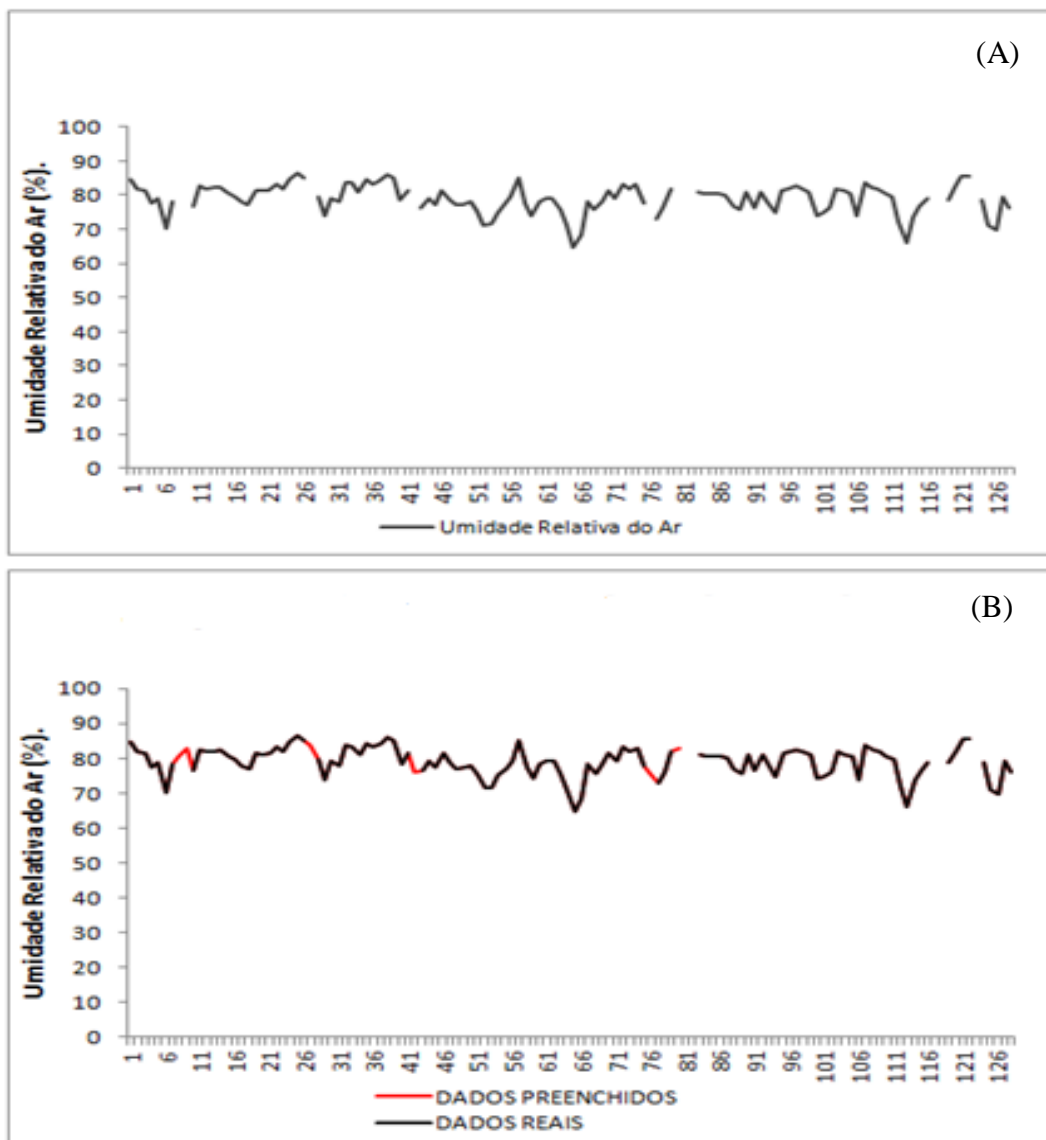 (A)
Umidade Relativa do Ar (%).
100
90
80
70
60
50
40
30
20
10
0
1 6 11 16 21 26 31 36 41 46 51 56 61 66 71 76 81 86 91 96 101 106 111 116 121 126
Umidade Relativa do Ar
(B)
Umidade Relativa do Ar (%).
100
90
80
70
60
50
40
30
20
10
0
1 6 11 16 21 26 31 36 41 46 51 56 61 66 71 76 81 86 91 96 101 106 111 116 121 126
DADOS PREENCHIDOS
DADOS REAIS